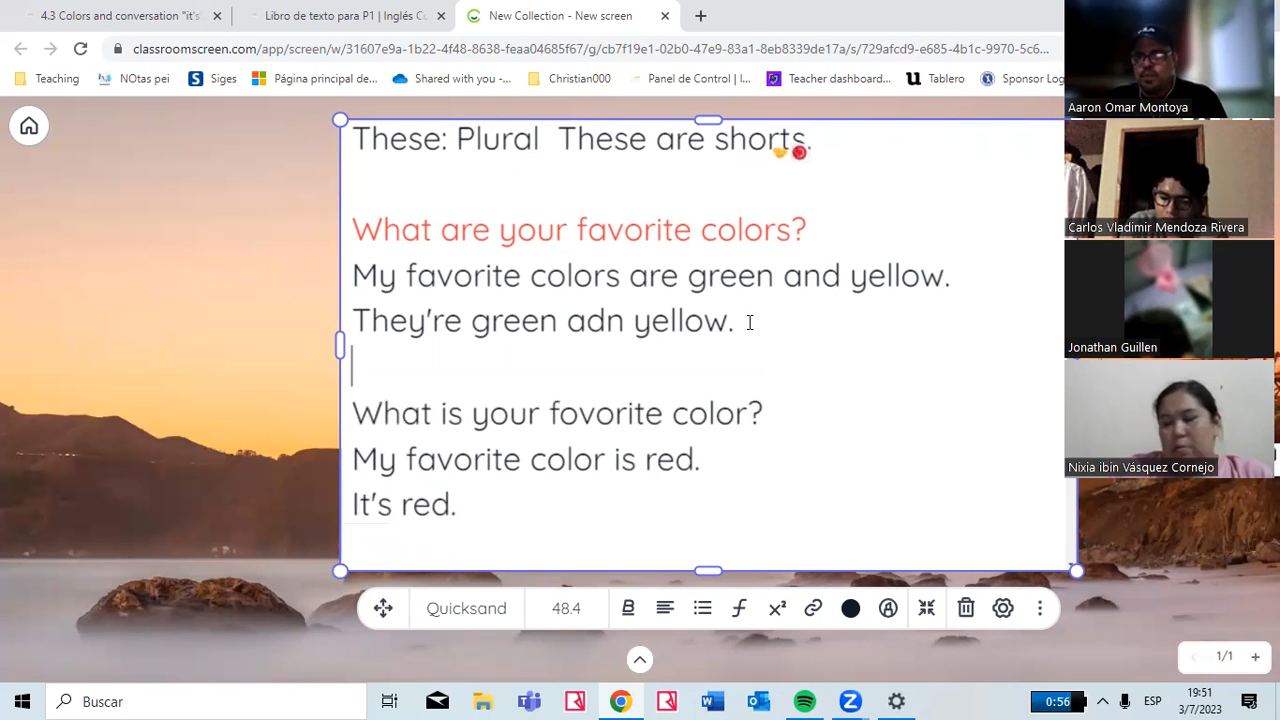 4.3 Colors and conversation "it's
Libro de texto para P1 | Inglés C
New Collection - New screen
classroomscreen.com/app/screen/w/31607e9a-1b22-4f48-8638-feaa04685f67/g/cb7f19e1-02b0-47e9-83a1-8eb8339de17a/s/729afcd9-e685-4b1c-9970-5c6...
Teaching
NOtas pei
Siges
Página principal de...
Shared with you -...
Christian000
Panel de Control | I...
Teacher dashboard...
Tablero
Sponsor Log
These: Plural These are shorts.
What are your favorite colors?
My favorite colors are green and yellow.
They're green adn yellow.
What is your fovorite color?
My favorite color is red.
It's red.
Quicksand
48.4
1/1
Aaron Omar Montoya
Carlos Vladimir Mendoza Rivera
Jonathan Guillen
Nixia ibin Vásquez Cornejo
Buscar
0:56
ESP
19:51
3/7/2023